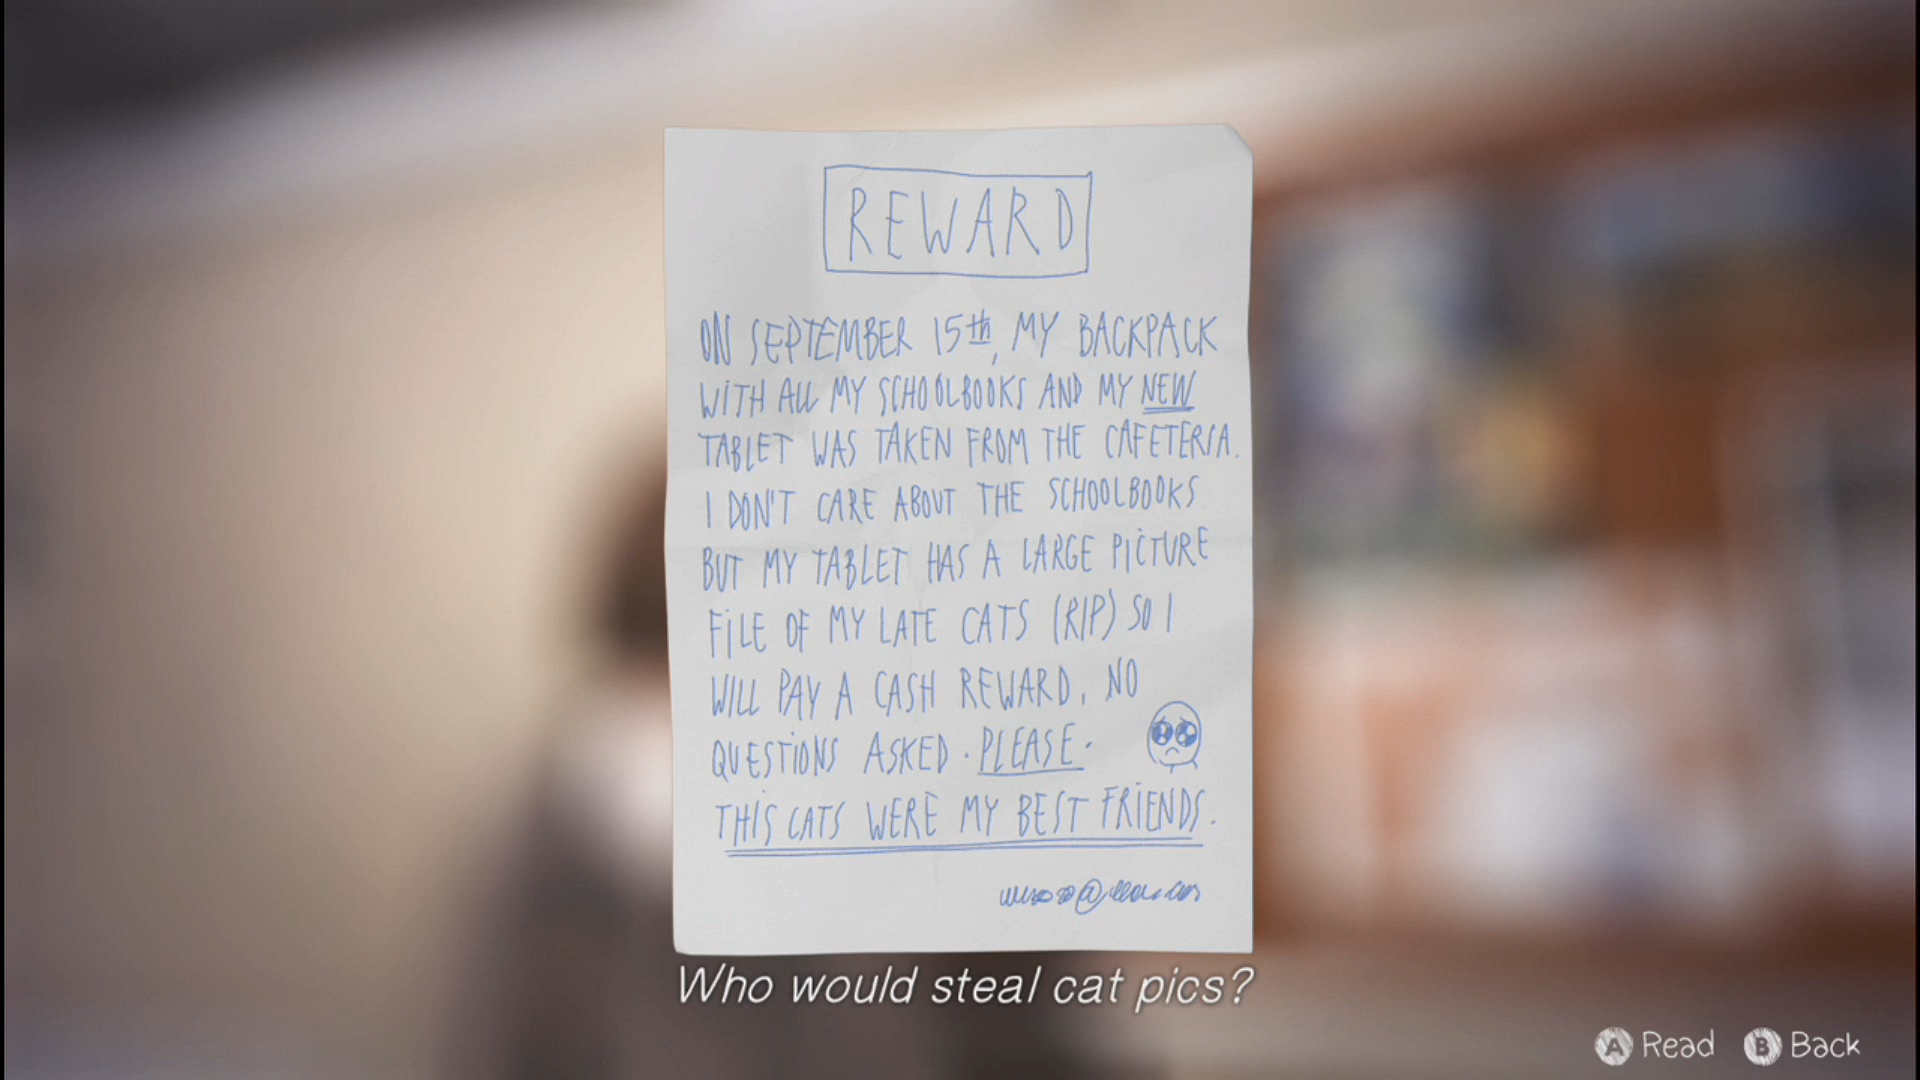 REWARD
ON SEPTEMBER 15th, MY BACKPACK
WITH ALL MY SCHOOLBOOKS AND MY NEW
TABLET WAS TAKEN FROM THE CAFETERIA.
I DON'T CARE ABOUT THE SCHOOLBOOKS
BUT MY TABLET HAS A LARGE PICTURE
FILE OF MY LATE CATS (RIP) SO I
WILL PAY A CASH REWARD, NO
QUESTIONS ASKED. PLEASE.
THIS CATS WERE MY BEST FRIENDS.
Who would steal cat pics?
A Read B Back